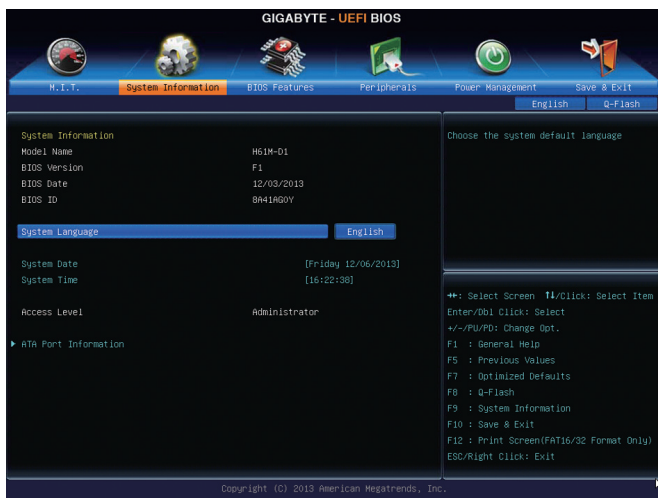 GIGABYTE - UEFI BIOS
M.I.T. System Information BIOS Features Peripherals Power Management Save & Exit
English Q-Flash
System Information
Model Name H61M-D1
BIOS Version F1
BIOS Date 12/03/2013
BIOS ID 8A41AG0Y
System Language English
System Date [Friday 12/06/2013]
System Time [16:22:38]
Access Level Administrator
ATA Port Information
Choose the system default language
→←: Select Screen ↑↓/Click: Select Item
Enter/Dbl Click: Select
+/-/PU/PD: Change Opt.
F1 : General Help
F5 : Previous Values
F7 : Optimized Defaults
F8 : Q-Flash
F9 : System Information
F10 : Save & Exit
F12 : Print Screen(FAT16/32 Format Only)
ESC/Right Click: Exit
Copyright (C) 2013 American Megatrends, Inc.